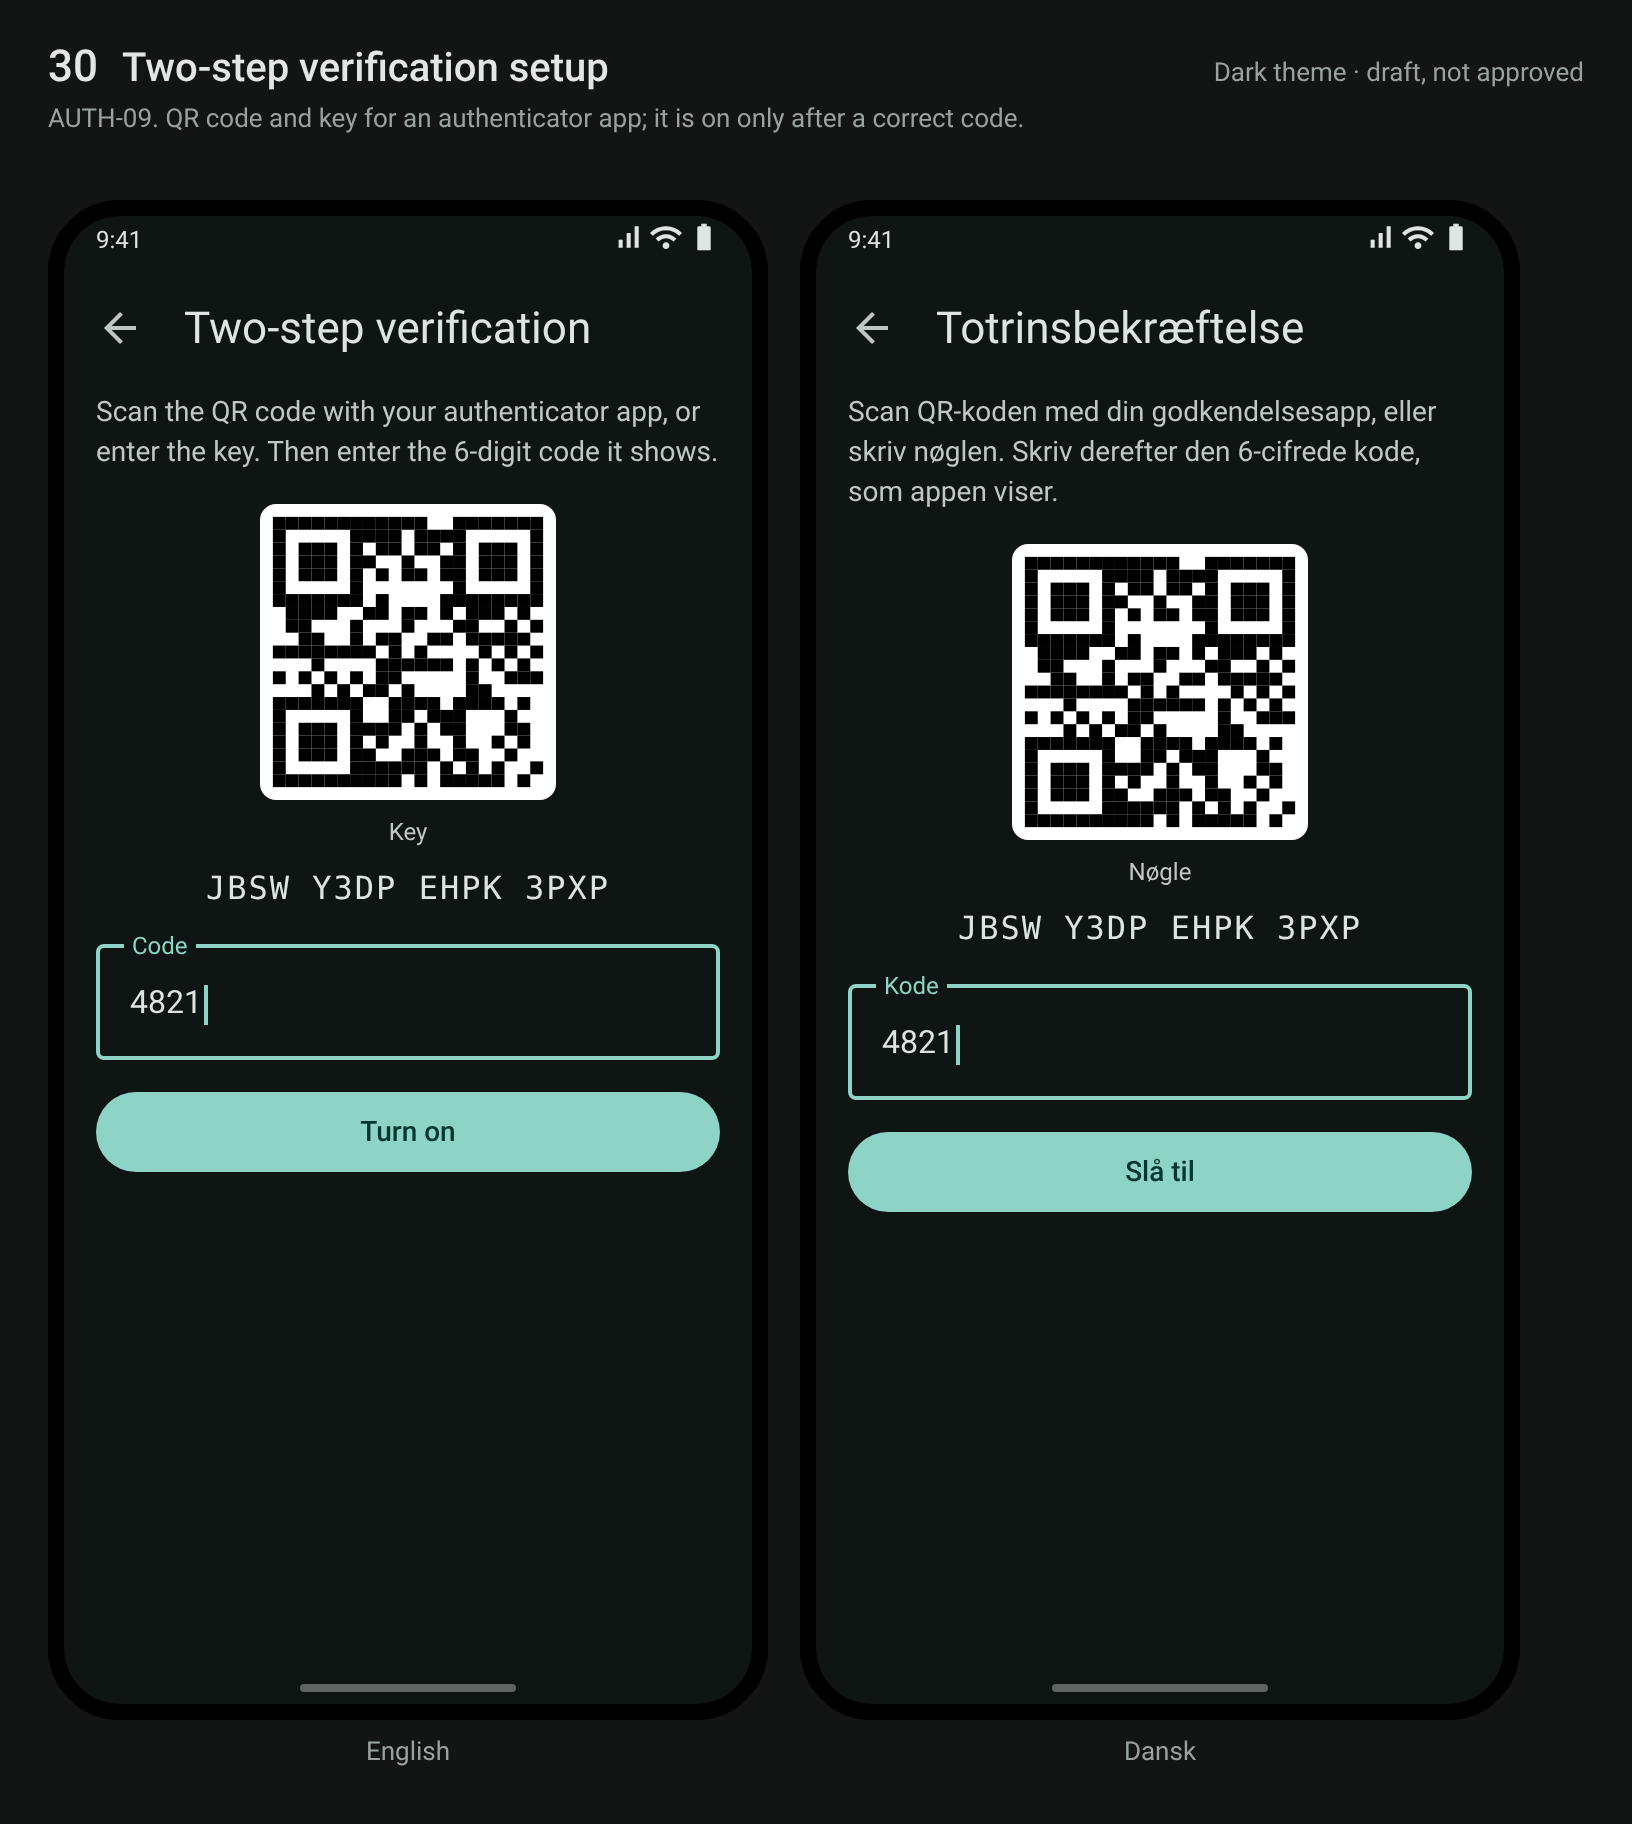 30 Two-step verification setup
Dark theme · draft, not approved
AUTH-09. QR code and key for an authenticator app; it is on only after a correct code.
9:41
Two-step verification
Scan the QR code with your authenticator app, or
enter the key. Then enter the 6-digit code it shows.
Key
JBSW Y3DP EHPK 3PXP
Code
4821
Turn on
English
9:41
Totrinsbekræftelse
Scan QR-koden med din godkendelsesapp, eller
skriv nøglen. Skriv derefter den 6-cifrede kode,
som appen viser.
Nøgle
JBSW Y3DP EHPK 3PXP
Kode
4821
Slå til
Dansk